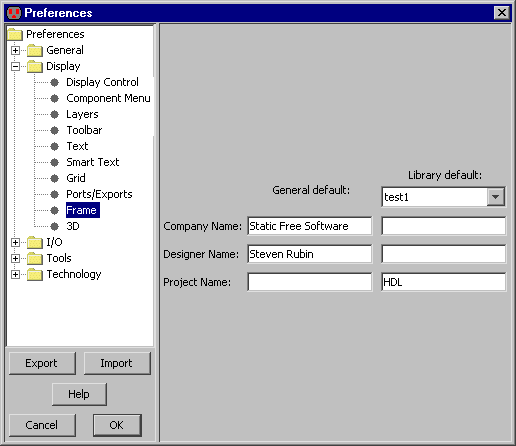 Preferences
Preferences
General
Display
Display Control
Component Menu
Layers
Toolbar
Text
Smart Text
Grid
Ports/Exports
Frame
3D
I/O
Tools
Technology
Export Import
Help
Cancel OK
Library default:
General default: test1
Company Name: Static Free Software
Designer Name: Steven Rubin
Project Name: HDL